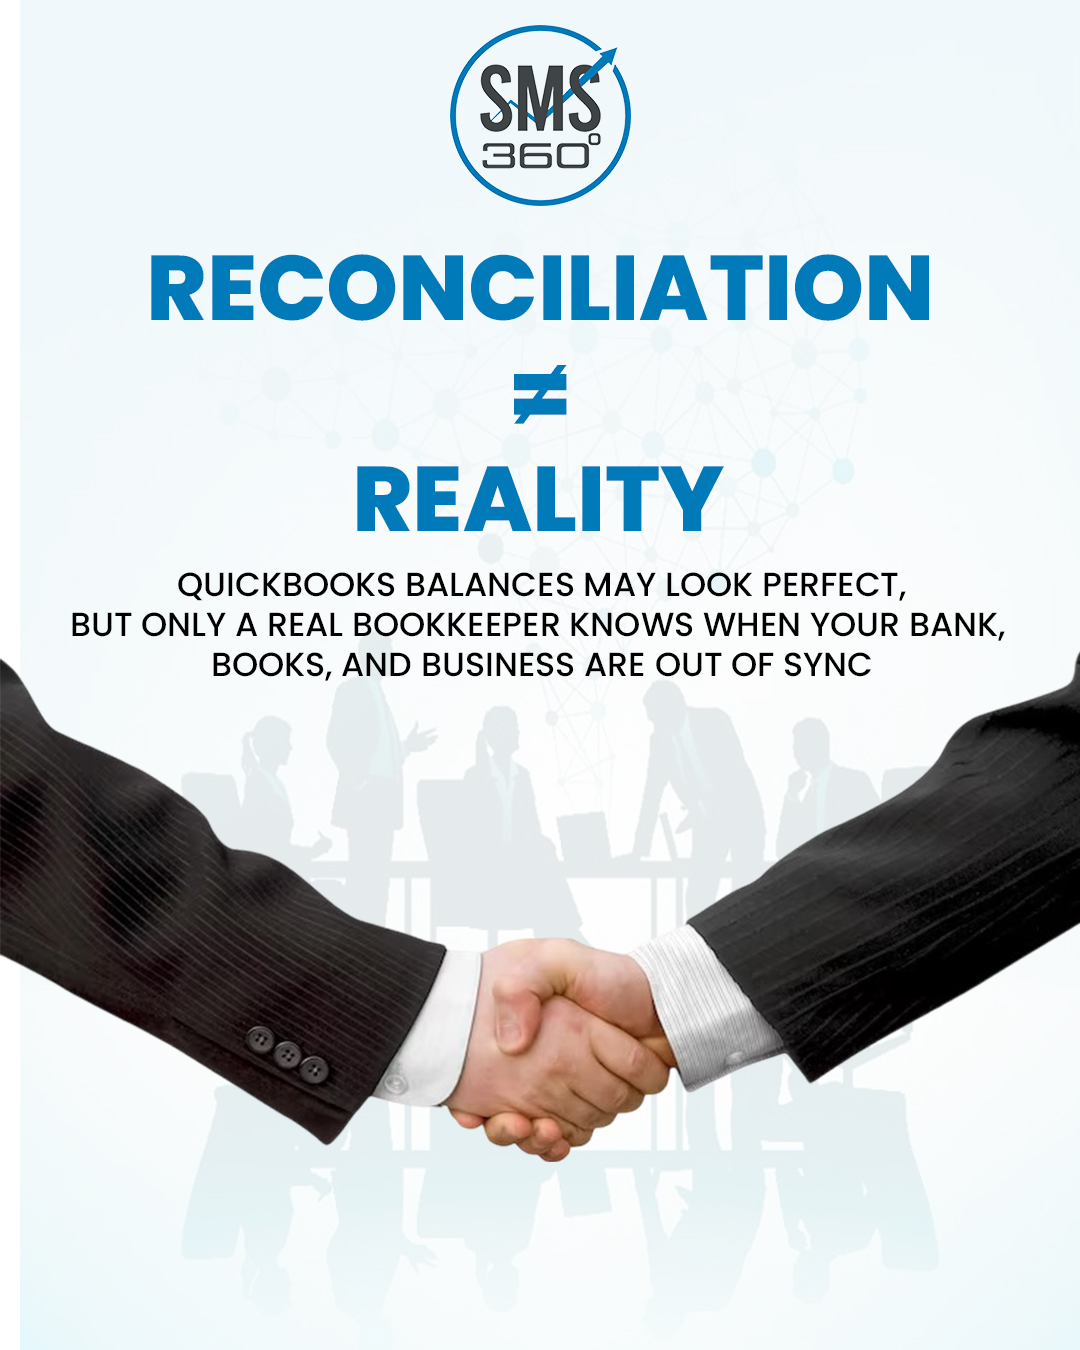 SMS
360°
RECONCILIATION
≠
REALITY
QUICKBOOKS BALANCES MAY LOOK PERFECT,
BUT ONLY A REAL BOOKKEEPER KNOWS WHEN YOUR BANK,
BOOKS, AND BUSINESS ARE OUT OF SYNC